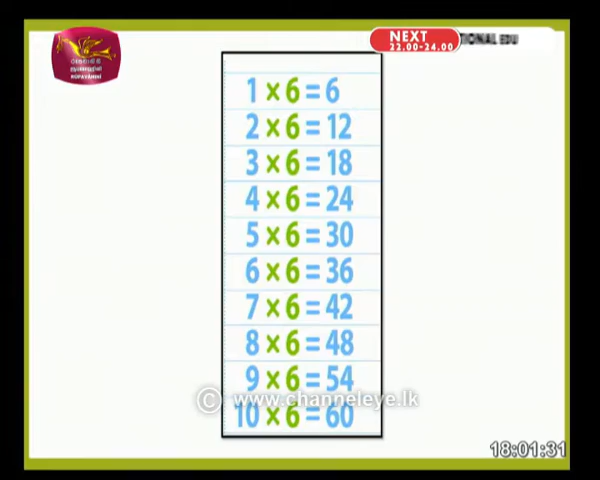 NEXT
22.00-24.00
TIONAL EDU
1 × 6 = 6
2 × 6 = 12
3 × 6 = 18
4 × 6 = 24
5 × 6 = 30
6 × 6 = 36
7 × 6 = 42
8 × 6 = 48
9 × 6 = 54
© www.channeleye.lk
10 × 6 = 60
18:01:31